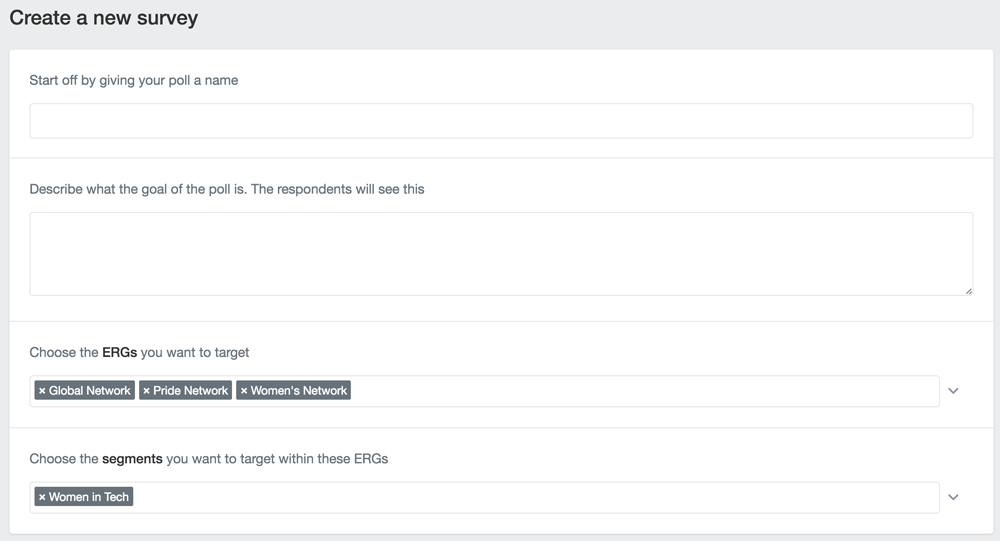 Create a new survey
Start off by giving your poll a name
Describe what the goal of the poll is. The respondents will see this
Choose the ERGs you want to target
× Global Network × Pride Network × Women's Network
Choose the segments you want to target within these ERGs
× Women in Tech